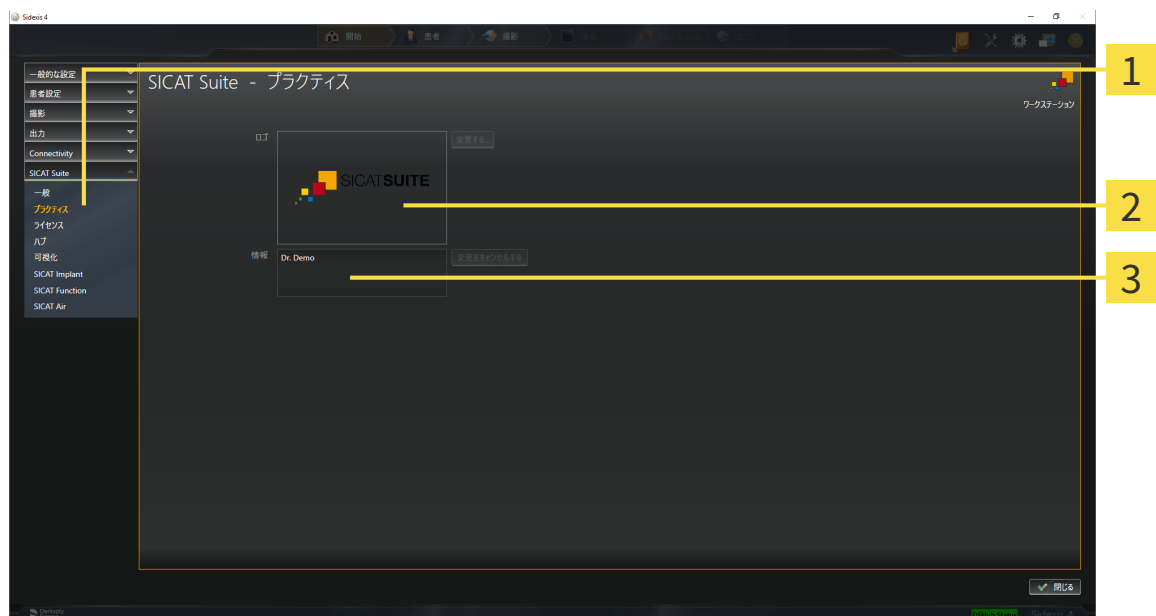 Sidexis 4
開始
患者
撮影
一般的な設定
患者設定
撮影
出力
Connectivity
SICAT Suite
一般
プラクティス
ライセンス
ハブ
可視化
SICAT Implant
SICAT Function
SICAT Air
SICAT Suite - プラクティス
ワークステーション
ロゴ
SICATSUITE
変更する...
情報
Dr. Demo
変更をキャンセルする
閉じる
Dentsply
Sidexis 4
1
2
3